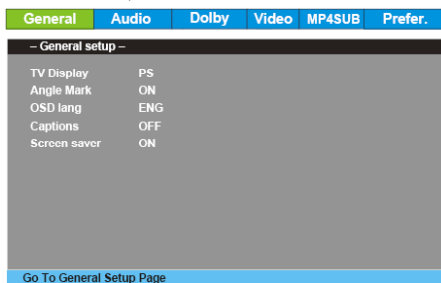 General Audio Dolby Video MP4SUB Prefer.
– General setup –
TV Display PS
Angle Mark ON
OSD lang ENG
Captions OFF
Screen saver ON
Go To General Setup Page